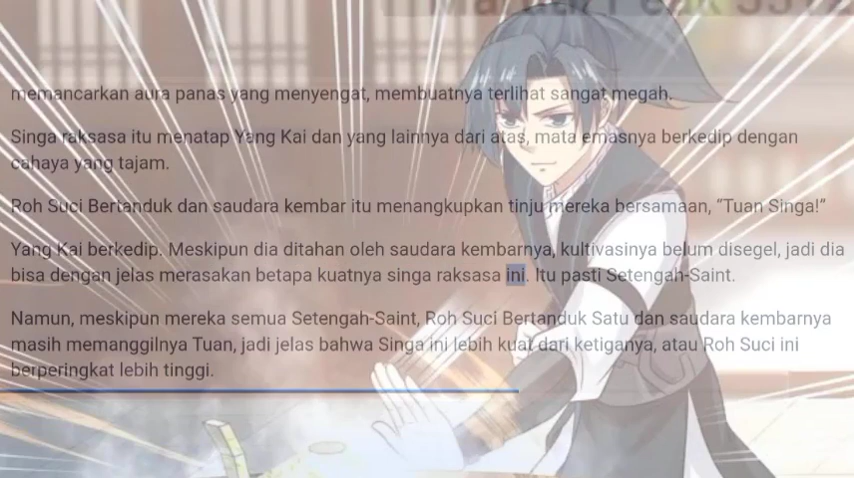 memancarkan aura panas yang menyengat, membuatnya terlihat sangat megah.
Singa raksasa itu menatap Yang Kai dan yang lainnya dari atas, mata emasnya berkedip dengan
cahaya yang tajam.
Roh Suci Bertanduk dan saudara kembar itu menangkupkan tinju mereka bersamaan, “Tuan Singa!”
Yang Kai berkedip. Meskipun dia ditahan oleh saudara kembarnya, kultivasinya belum disegel, jadi dia
bisa dengan jelas merasakan betapa kuatnya singa raksasa ini. Itu pasti Setengah-Saint.
Namun, meskipun mereka semua Setengah-Saint, Roh Suci Bertanduk Satu dan saudara kembarnya
masih memanggilnya Tuan, jadi jelas bahwa Singa ini lebih kuat dari ketiganya, atau Roh Suci ini
berperingkat lebih tinggi.